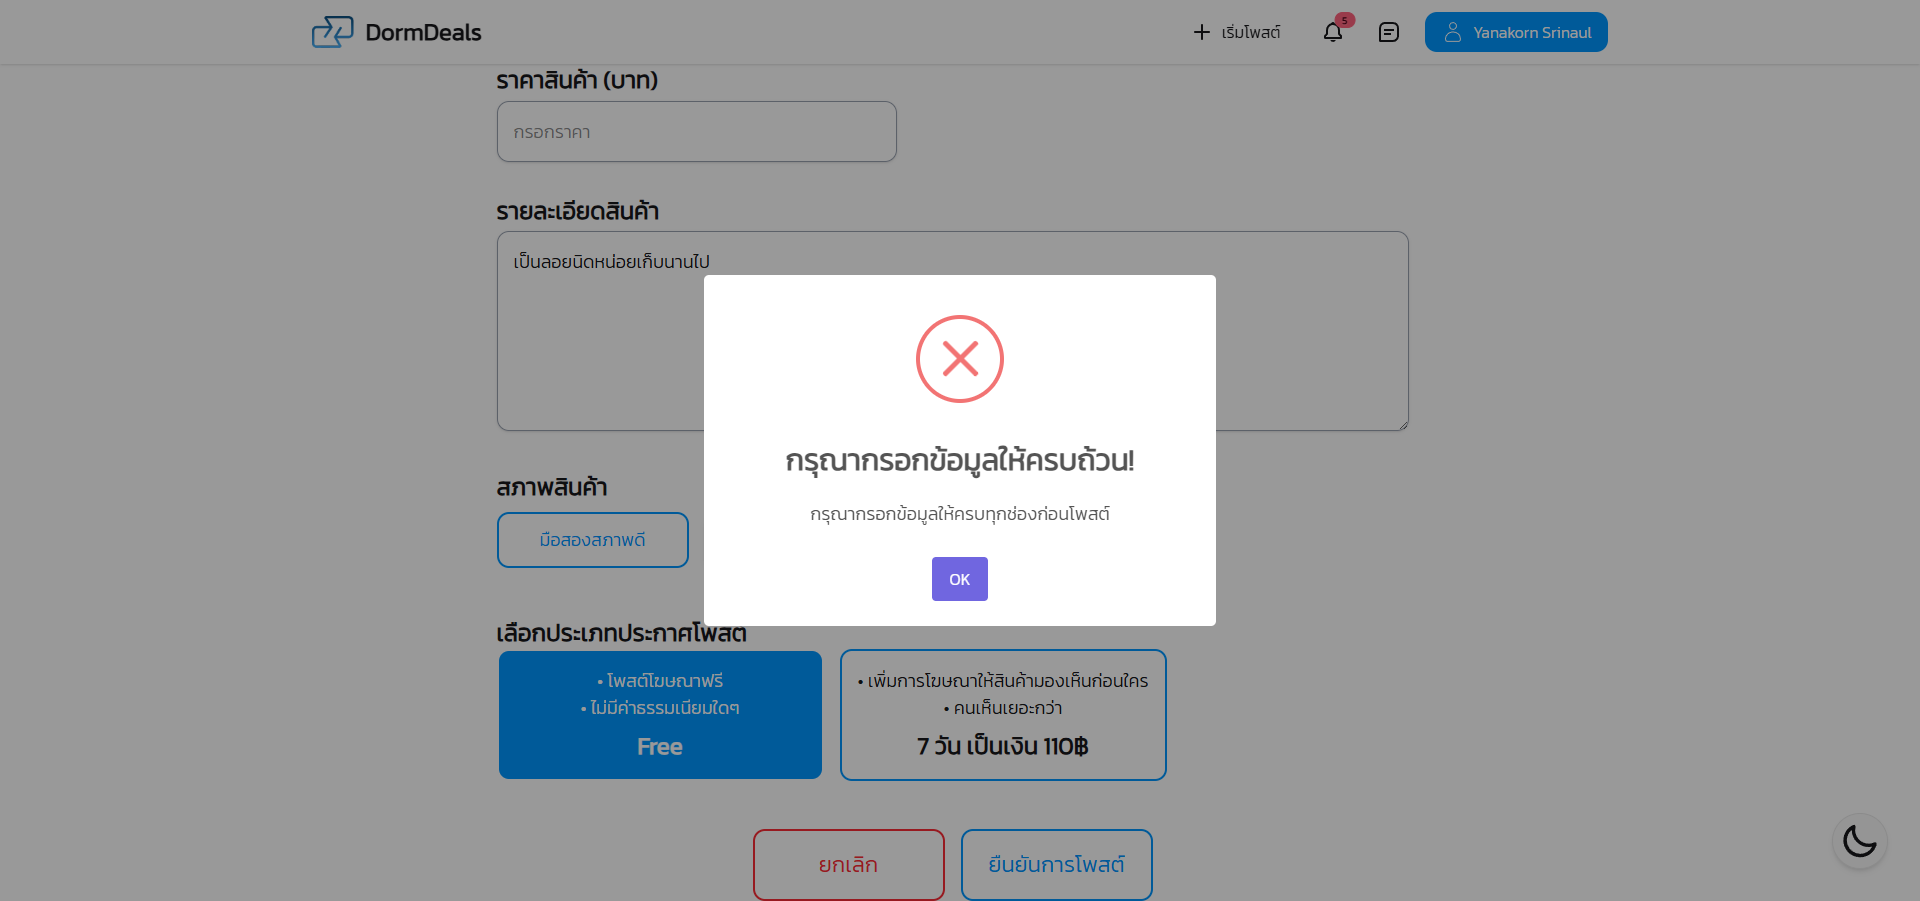 DormDeals
เริ่มโพสต์
5
Yanakorn Srinaul
ราคาสินค้า (บาท)
กรอกราคา
รายละเอียดสินค้า
เป็นลอยนิดหน่อยเก็บนานไป
กรุณากรอกข้อมูลให้ครบถ้วน!
กรุณากรอกข้อมูลให้ครบทุกช่องก่อนโพสต์
OK
สภาพสินค้า
มือสองสภาพดี
เลือกประเภทประกาศโพสต์
• โพสต์โฆษณาฟรี
• ไม่มีค่าธรรมเนียมใดๆ
Free
• เพิ่มการโฆษณาให้สินค้ามองเห็นก่อนใคร
• คนเห็นเยอะกว่า
7 วัน เป็นเงิน 110฿
ยกเลิก
ยืนยันการโพสต์